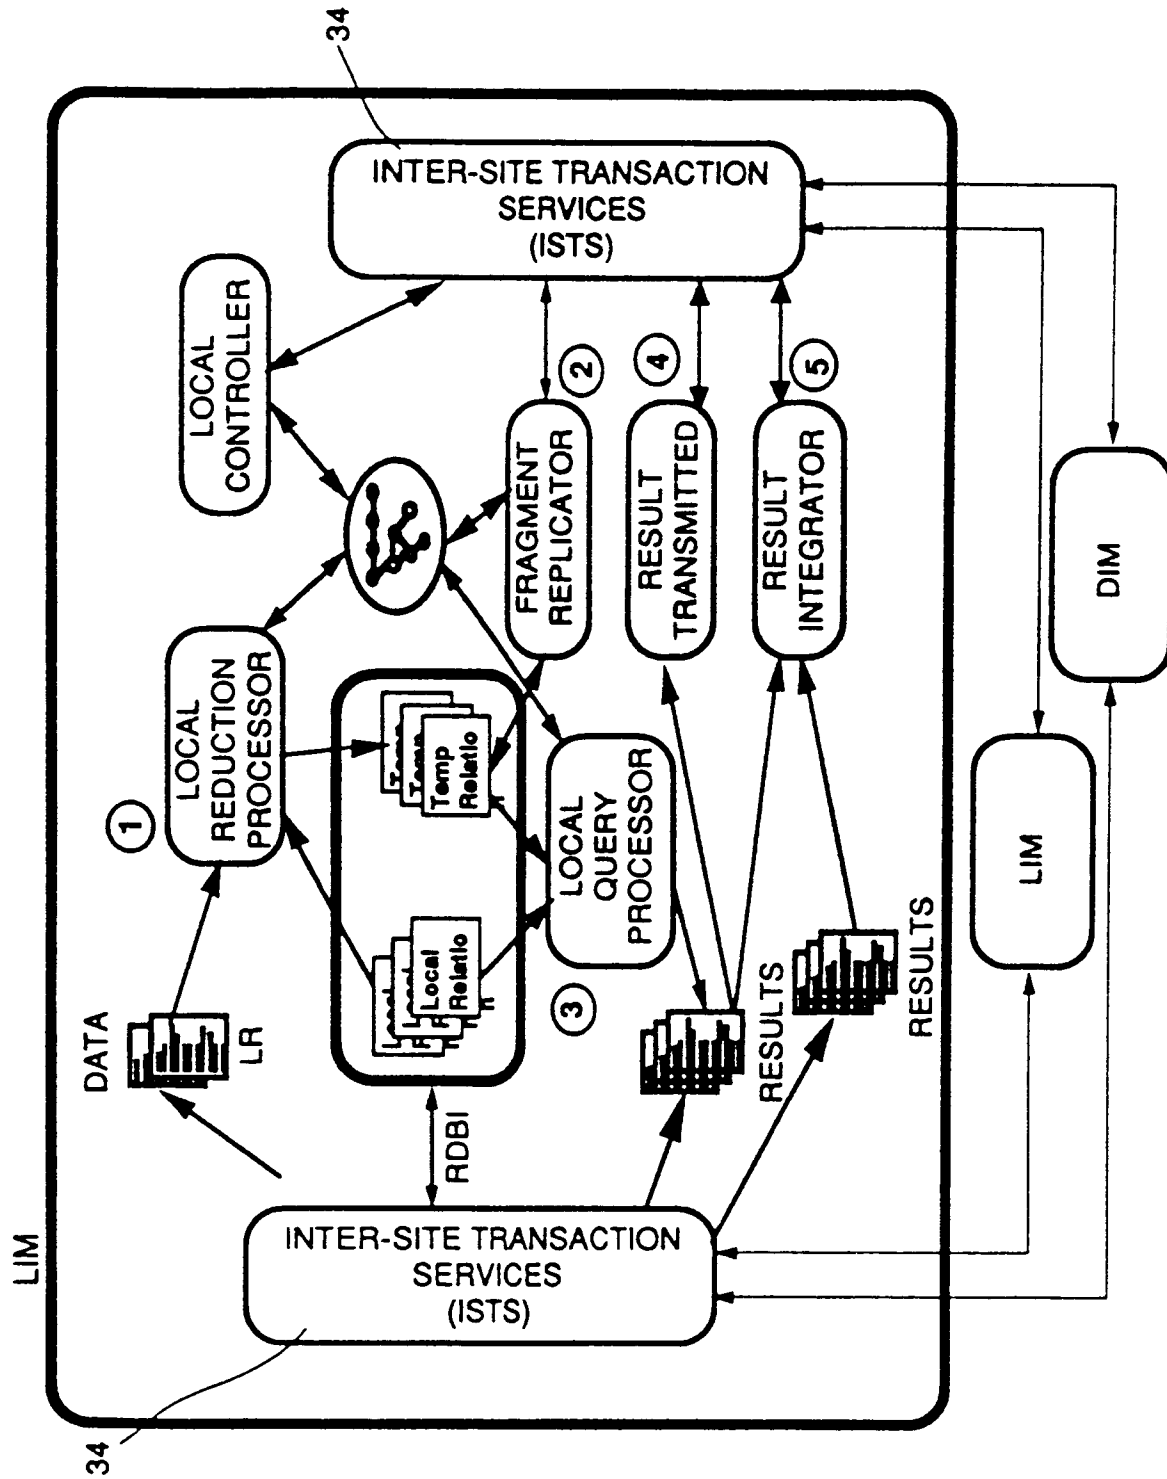 LIM
34
INTER-SITE TRANSACTION
SERVICES
(ISTS)
DATA
LR
RDBI
1
LOCAL
REDUCTION
PROCESSOR
LOCAL
CONTROLLER
34
INTER-SITE TRANSACTION
SERVICES
(ISTS)
Local
Relatio
n
Temp
Temp
Temp
Relatio
n
3
LOCAL
QUERY
PROCESSOR
FRAGMENT
REPLICATOR
2
RESULT
TRANSMITTED
4
RESULT
INTEGRATOR
5
RESULTS
RESULTS
LIM
DIM